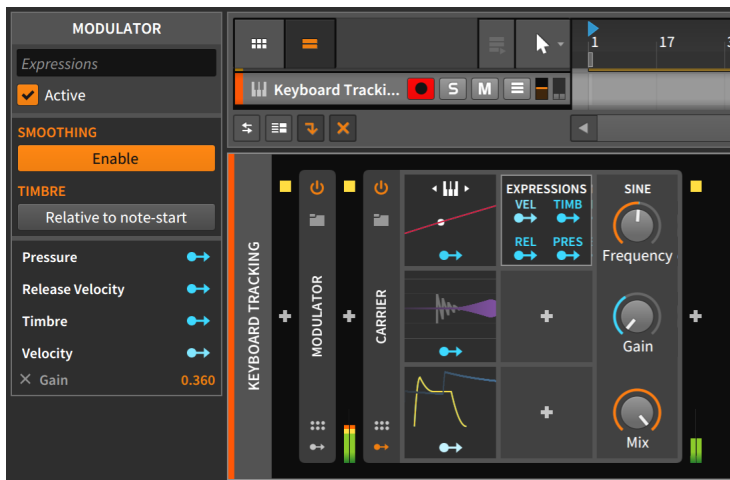 MODULATOR
Expressions
Active
SMOOTHING
Enable
TIMBRE
Relative to note-start
Pressure
Release Velocity
Timbre
Velocity
Gain
0.360
1
17
Keyboard Tracki...
S
M
KEYBOARD TRACKING
MODULATOR
CARRIER
EXPRESSIONS
VEL TIMB
REL PRES
SINE
Frequency
Gain
Mix